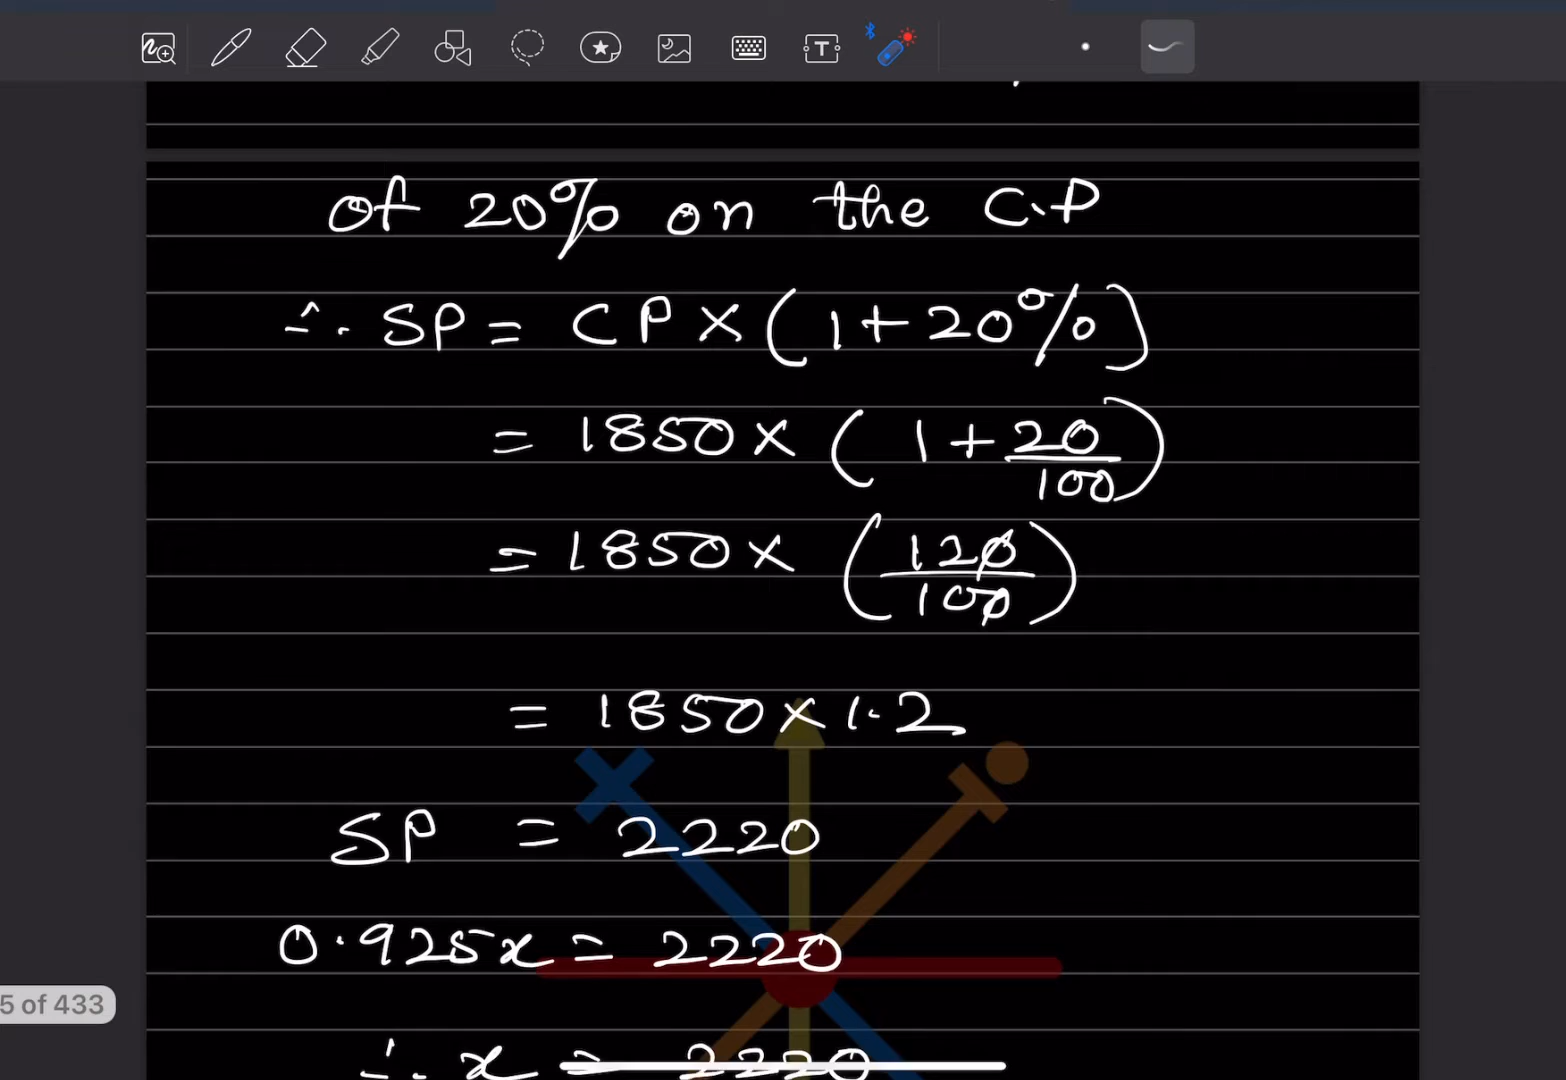 of 20% on the C.P
∴ SP = CP × (1 + 20%)
= 1850 × (1 + 20/100)
= 1850 × (120/100)
= 1850 × 1.2
SP = 2220
0.925x = 2220
5 of 433
∴ x = 2220